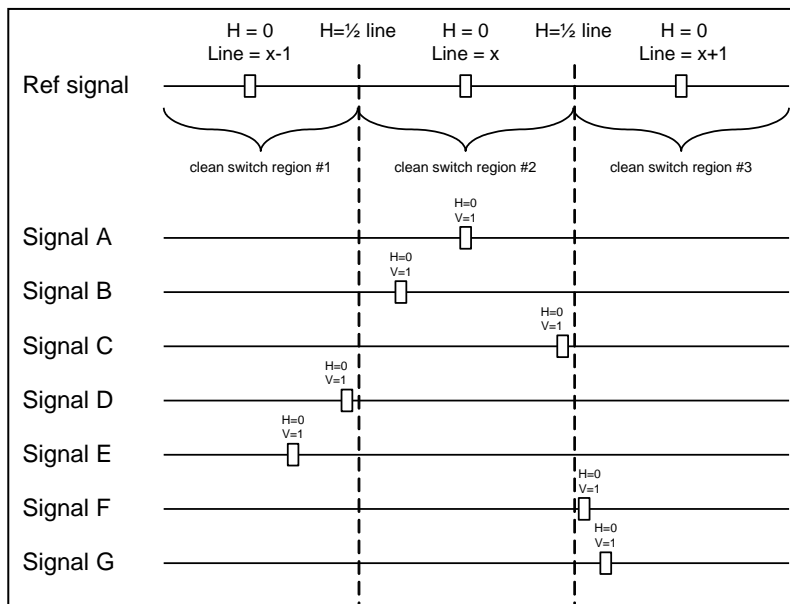 H = 0 H=½ line H = 0 H=½ line H = 0
Line = x-1 Line = x Line = x+1
Ref signal
clean switch region #1 clean switch region #2 clean switch region #3
H=0
V=1
Signal A
H=0
V=1
Signal B
H=0
V=1
Signal C
H=0
V=1
Signal D
H=0
V=1
Signal E
H=0
V=1
Signal F
H=0
V=1
Signal G